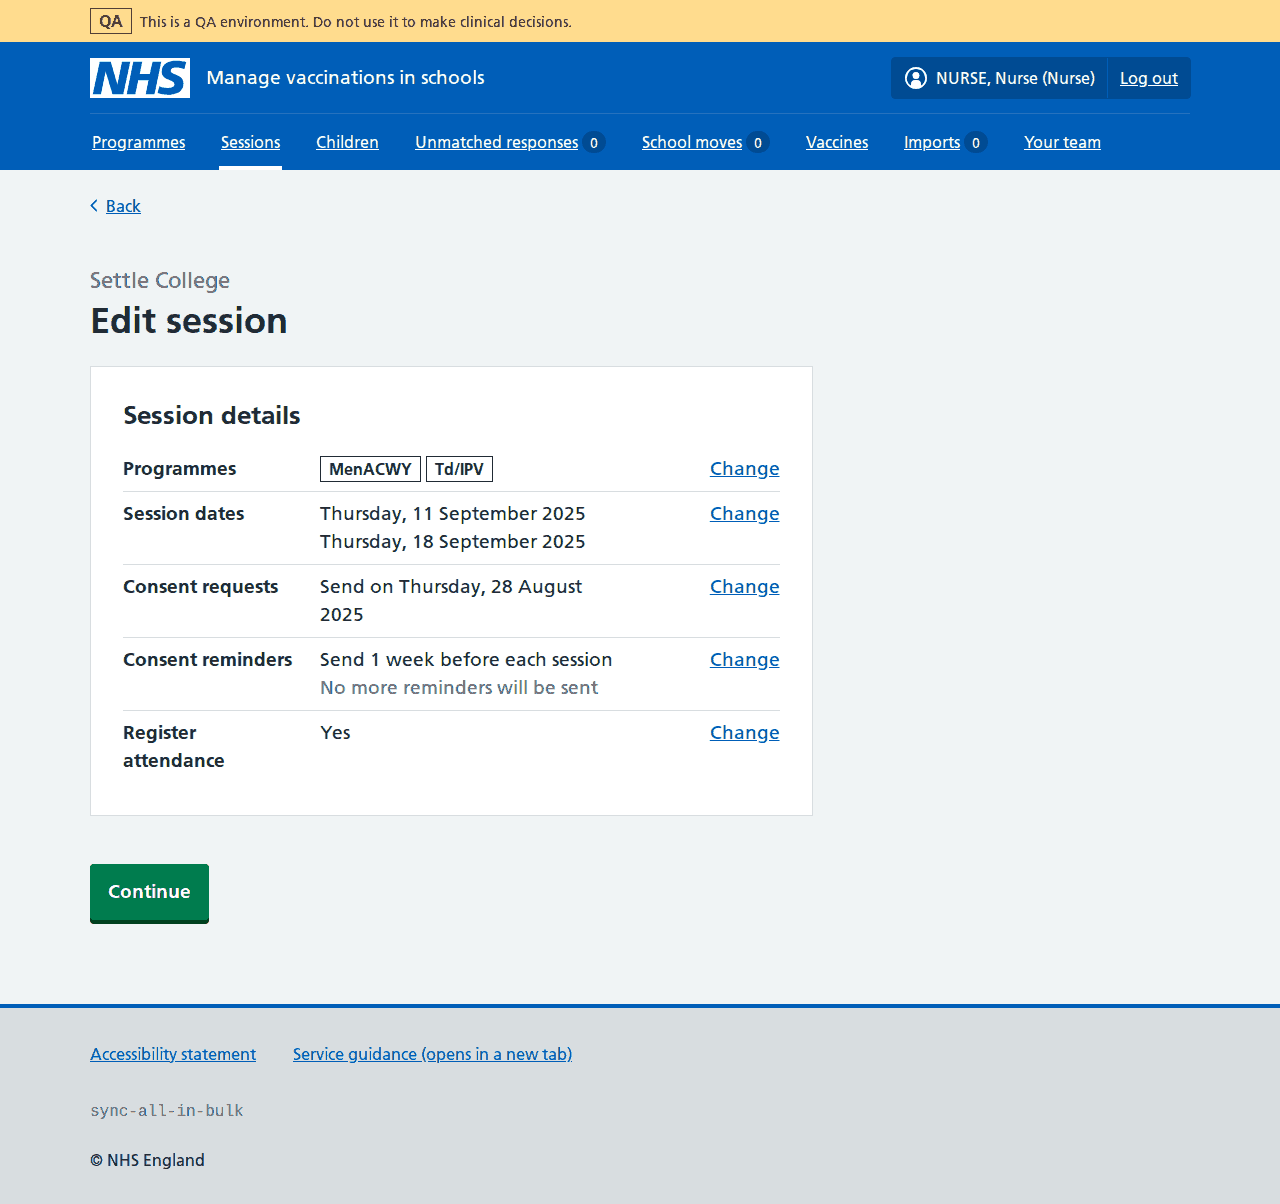 QA This is a QA environment. Do not use it to make clinical decisions.
NHS Manage vaccinations in schools NURSE, Nurse (Nurse) Log out
Programmes Sessions Children Unmatched responses 0 School moves 0 Vaccines Imports 0 Your team
Back
Settle College
Edit session
Session details
Programmes MenACWY Td/IPV Change
Session dates Thursday, 11 September 2025 Change
Thursday, 18 September 2025
Consent requests Send on Thursday, 28 August Change
2025
Consent reminders Send 1 week before each session Change
No more reminders will be sent
Register Yes Change
attendance
Continue
Accessibility statement Service guidance (opens in a new tab)
sync-all-in-bulk
© NHS England